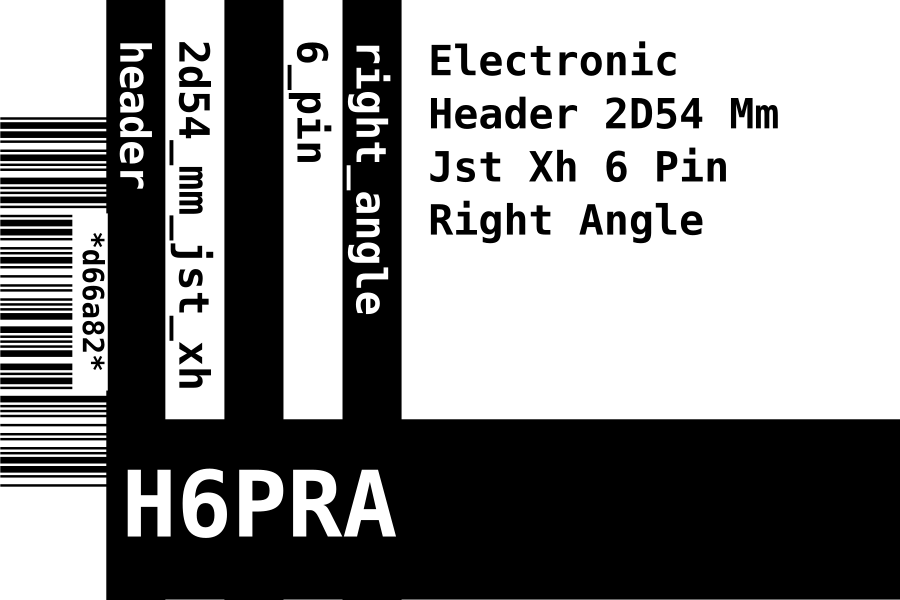 *d66a82*
header
2d54_mm_jst_xh
6_pin
right_angle
Electronic
Header 2D54 Mm
Jst Xh 6 Pin
Right Angle
H6PRA